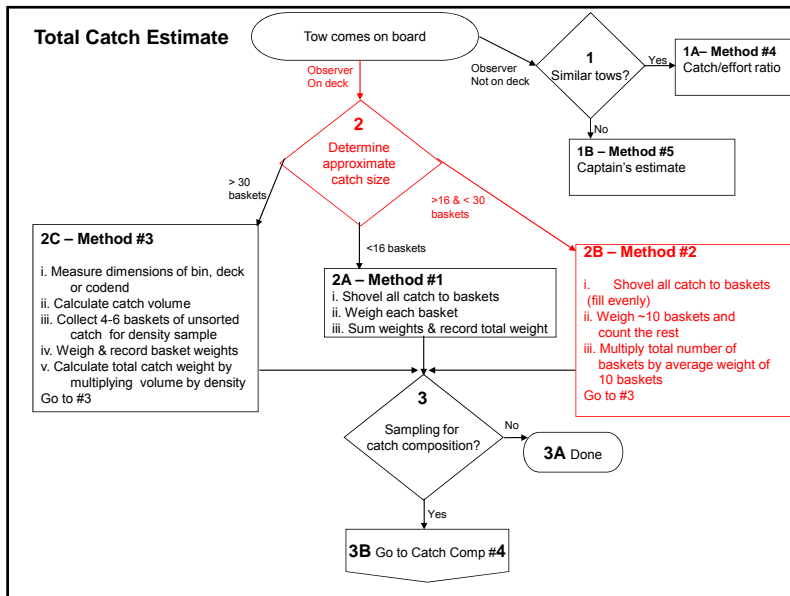 Total Catch Estimate
Tow comes on board
Observer
On deck
Observer
Not on deck
1
Similar tows?
Yes
1A– Method #4
Catch/effort ratio
No
1B – Method #5
Captain's estimate
2
Determine
approximate
catch size
> 30
baskets
>16 & < 30
baskets
<16 baskets
2C – Method #3
i. Measure dimensions of bin, deck
or codend
ii. Calculate catch volume
iii. Collect 4-6 baskets of unsorted
catch for density sample
iv. Weigh & record basket weights
v. Calculate total catch weight by
multiplying volume by density
Go to #3
2A – Method #1
i. Shovel all catch to baskets
ii. Weigh each basket
iii. Sum weights & record total weight
2B – Method #2
i. Shovel all catch to baskets
(fill evenly)
ii. Weigh ~10 baskets and
count the rest
iii. Multiply total number of
baskets by average weight of
10 baskets
Go to #3
3
Sampling for
catch composition?
No
3A Done
Yes
3B Go to Catch Comp #4